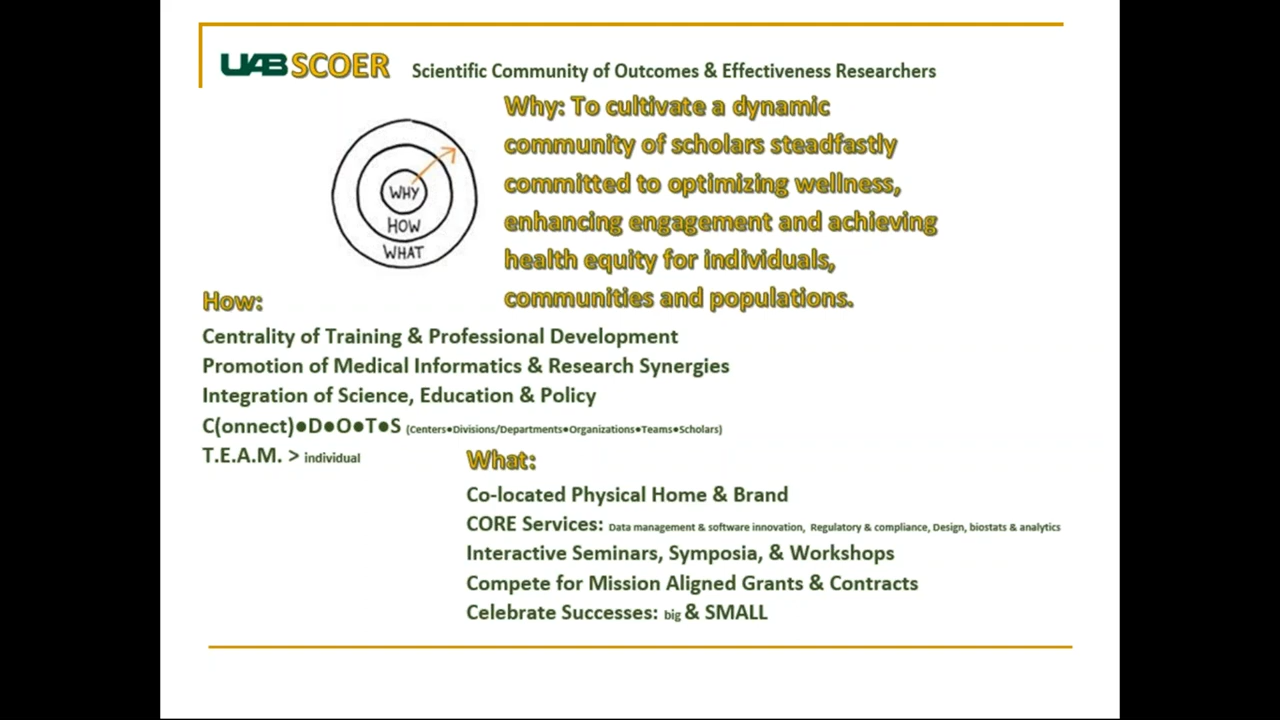 UAB SCOER Scientific Community of Outcomes & Effectiveness Researchers
Why: To cultivate a dynamic
community of scholars steadfastly
committed to optimizing wellness,
enhancing engagement and achieving
health equity for individuals,
communities and populations.
WHY
HOW
WHAT
How:
Centrality of Training & Professional Development
Promotion of Medical Informatics & Research Synergies
Integration of Science, Education & Policy
C(onnect)●D●O●T●S (Centers●Divisions/Departments●Organizations●Teams●Scholars)
T.E.A.M. > individual
What:
Co-located Physical Home & Brand
CORE Services: Data management & software innovation, Regulatory & compliance, Design, biostats & analytics
Interactive Seminars, Symposia, & Workshops
Compete for Mission Aligned Grants & Contracts
Celebrate Successes: big & SMALL